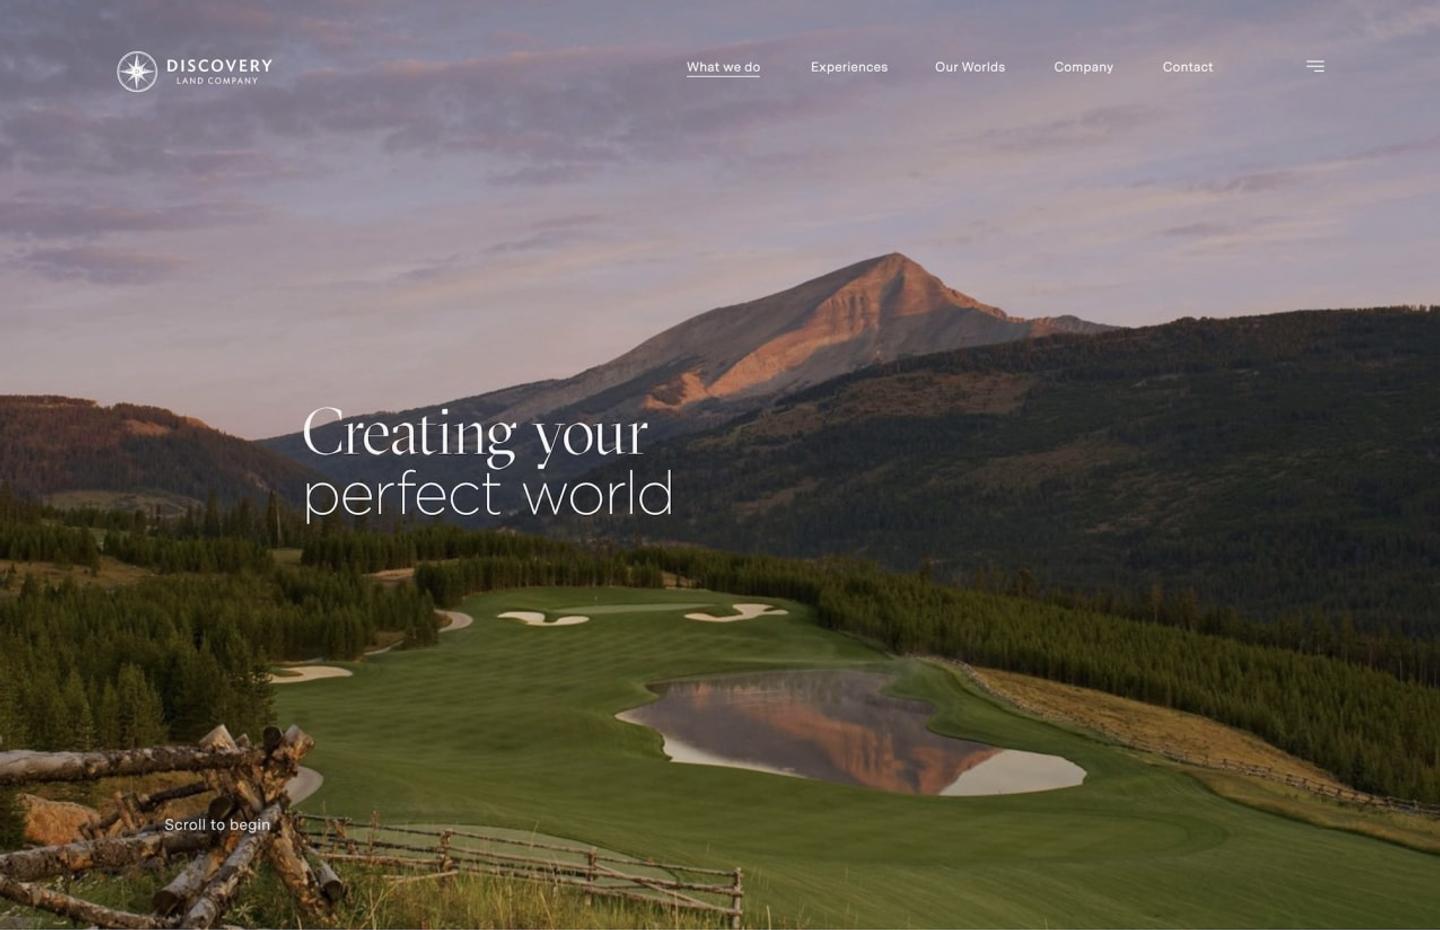 DISCOVERY
LAND COMPANY
What we do
Experiences
Our Worlds
Company
Contact
Creating your
perfect world
Scroll to begin